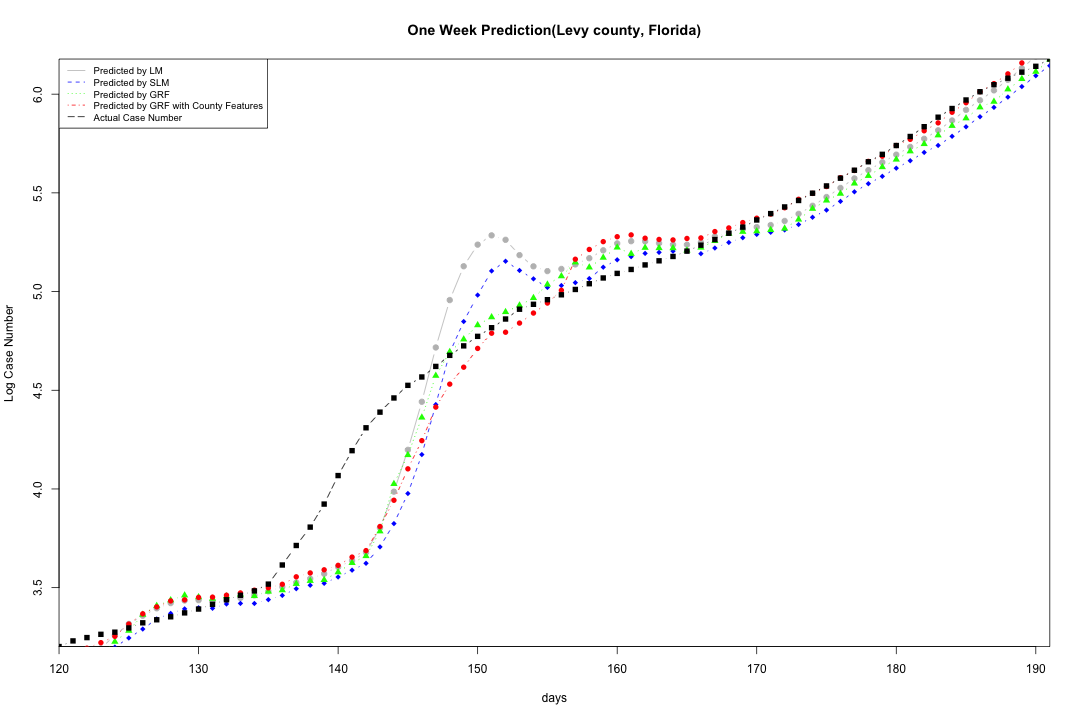 One Week Prediction(Levy county, Florida)
Predicted by LM
Predicted by SLM
Predicted by GRF
Predicted by GRF with County Features
Actual Case Number
6.0
5.5
5.0
4.5
4.0
3.5
Log Case Number
120 130 140 150 160 170 180 190
days